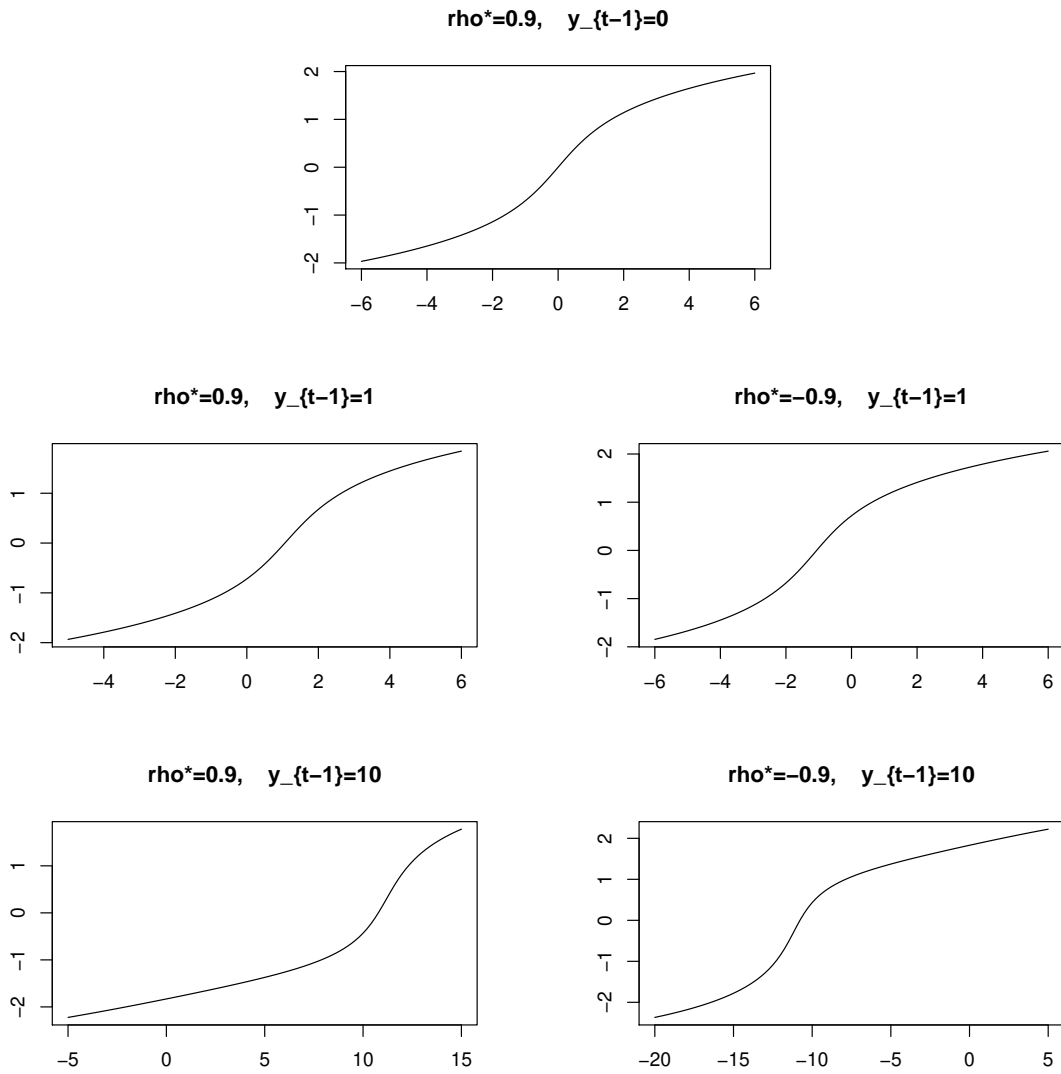 rho*=0.9, y_{t−1}=0
2
1
0
−1
−2
−6 −4 −2 0 2 4 6
rho*=0.9, y_{t−1}=1
1
0
−1
−2
−4 −2 0 2 4 6
rho*=−0.9, y_{t−1}=1
2
1
0
−1
−2
−6 −4 −2 0 2 4 6
rho*=0.9, y_{t−1}=10
1
0
−1
−2
−5 0 5 10 15
rho*=−0.9, y_{t−1}=10
2
1
0
−1
−2
−20 −15 −10 −5 0 5